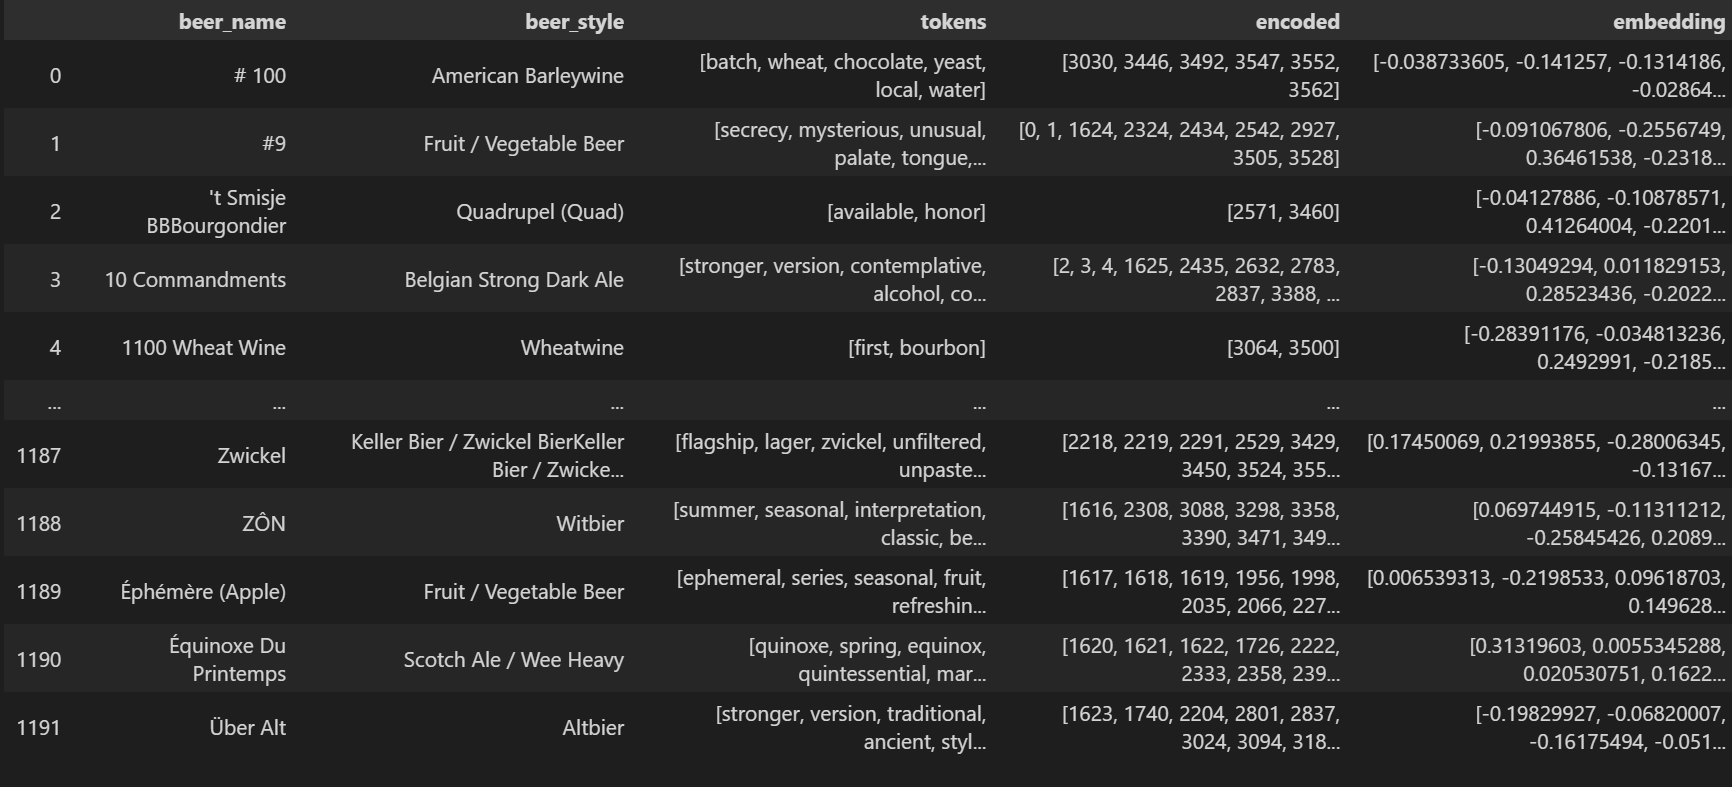 beer_name beer_style tokens encoded embedding
0 # 100 American Barleywine [batch, wheat, chocolate, yeast, local, water] [3030, 3446, 3492, 3547, 3552, 3562] [-0.038733605, -0.141257, -0.1314186, -0.02864...
1 #9 Fruit / Vegetable Beer [secrecy, mysterious, unusual, palate, tongue,... [0, 1, 1624, 2324, 2434, 2542, 2927, 3505, 3528] [-0.091067806, -0.2556749, 0.36461538, -0.2318...
2 't Smisje BBBourgondier Quadrupel (Quad) [available, honor] [2571, 3460] [-0.04127886, -0.10878571, 0.41264004, -0.2201...
3 10 Commandments Belgian Strong Dark Ale [stronger, version, contemplative, alcohol, co... [2, 3, 4, 1625, 2435, 2632, 2783, 2837, 3388, ... [-0.13049294, 0.011829153, 0.28523436, -0.2022...
4 1100 Wheat Wine Wheatwine [first, bourbon] [3064, 3500] [-0.28391176, -0.034813236, 0.2492991, -0.2185...
... ... ... ... ... ...
1187 Zwickel Keller Bier / Zwickel BierKeller Bier / Zwicke... [flagship, lager, zvickel, unfiltered, unpaste... [2218, 2219, 2291, 2529, 3429, 3450, 3524, 355... [0.17450069, 0.21993855, -0.28006345, -0.13167...
1188 ZÔN Witbier [summer, seasonal, interpretation, classic, be... [1616, 2308, 3088, 3298, 3358, 3390, 3471, 349... [0.069744915, -0.11311212, -0.25845426, 0.2089...
1189 Éphémère (Apple) Fruit / Vegetable Beer [ephemeral, series, seasonal, fruit, refreshin... [1617, 1618, 1619, 1956, 1998, 2035, 2066, 227... [0.006539313, -0.2198533, 0.09618703, 0.149628...
1190 Équinoxe Du Printemps Scotch Ale / Wee Heavy [quinoxe, spring, equinox, quintessential, mar... [1620, 1621, 1622, 1726, 2222, 2333, 2358, 239... [0.31319603, 0.0055345288, 0.020530751, 0.1622...
1191 Über Alt Altbier [stronger, version, traditional, ancient, styl... [1623, 1740, 2204, 2801, 2837, 3024, 3094, 318... [-0.19829927, -0.06820007, -0.16175494, -0.051...